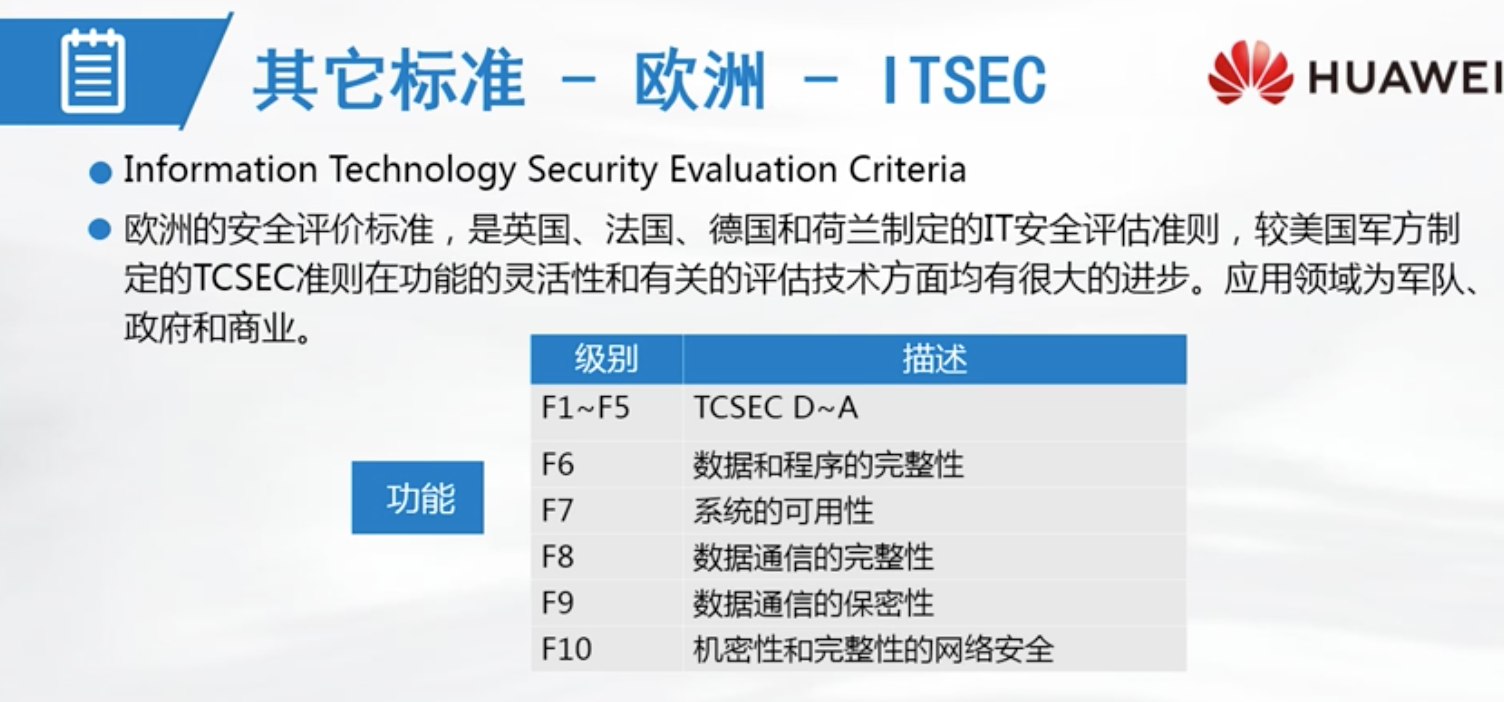 其它标准 - 欧洲 - ITSEC
HUAWEI
Information Technology Security Evaluation Criteria
欧洲的安全评价标准，是英国、法国、德国和荷兰制定的IT安全评估准则，较美国军方制
定的TCSEC准则在功能的灵活性和有关的评估技术方面均有很大的进步。应用领域为军队、
政府和商业。
级别 描述
F1~F5 TCSEC D~A
F6 数据和程序的完整性
功能
F7 系统的可用性
F8 数据通信的完整性
F9 数据通信的保密性
F10 机密性和完整性的网络安全